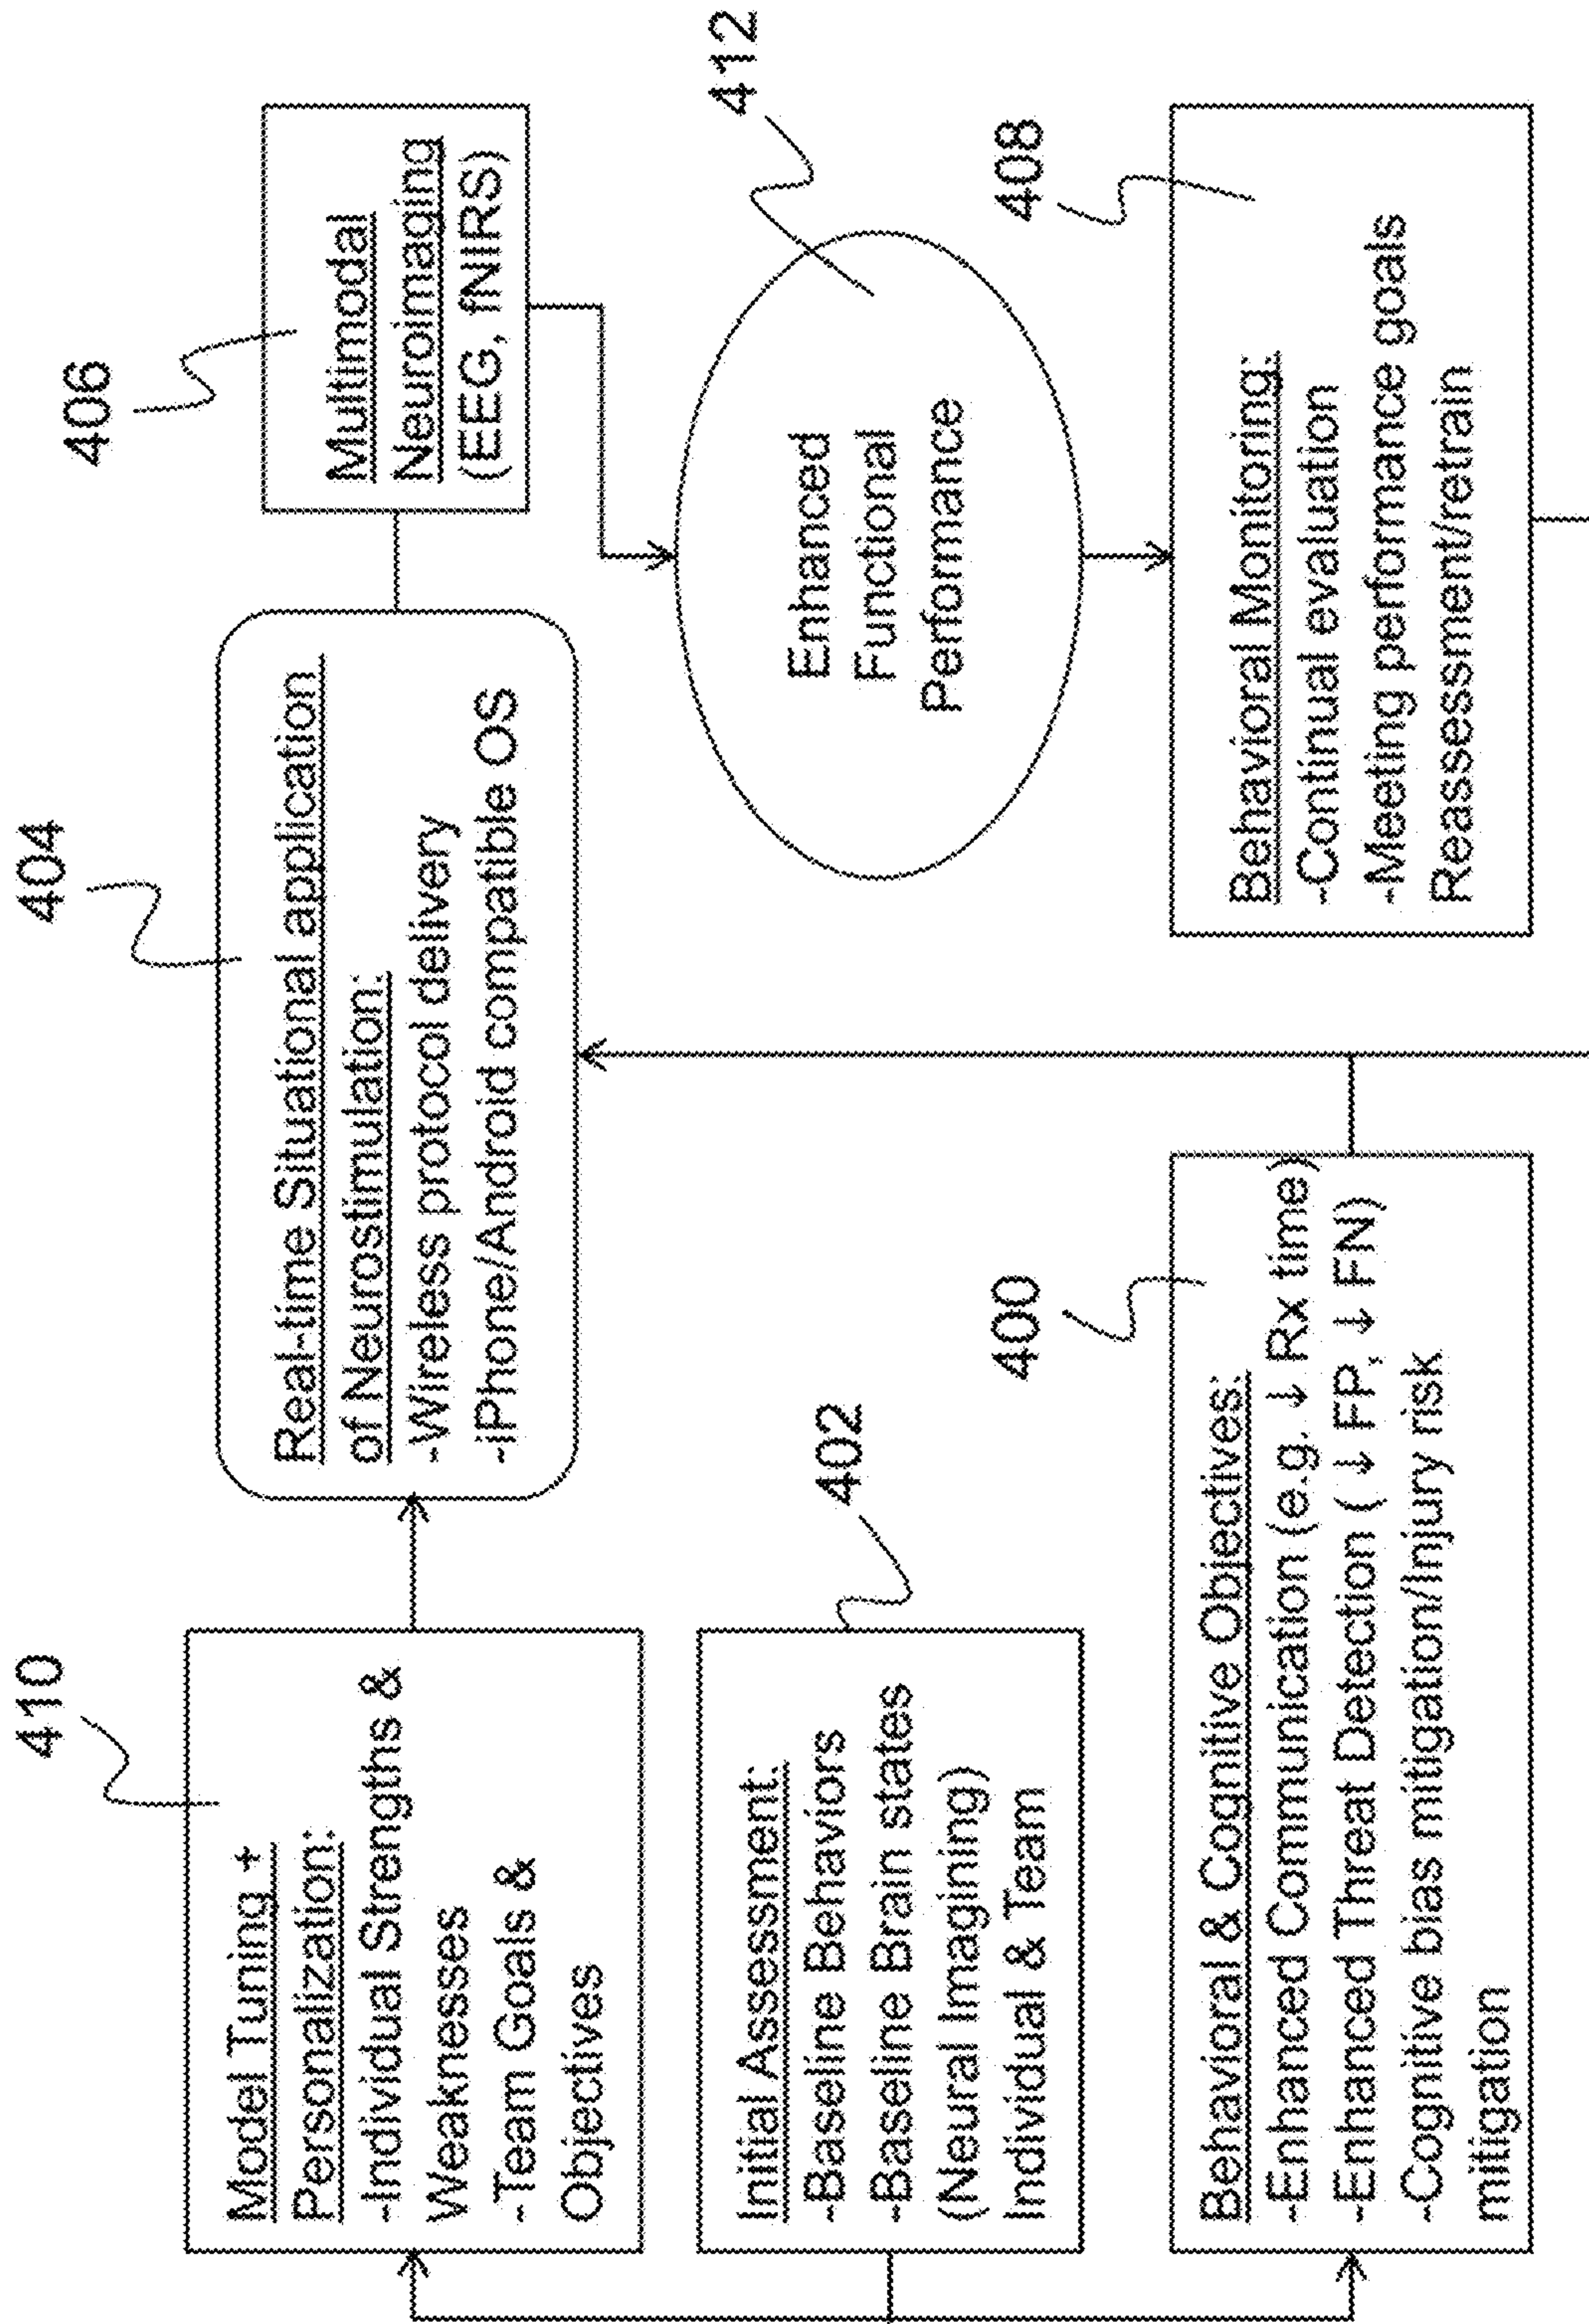 410
Model Tuning +
Personalization:
-Individual Strengths &
Weaknesses
-Team Goals &
Objectives
402
Initial Assessment:
-Baseline Behaviors
-Baseline Brain states
(Neural Imagining)
Individual & Team
400
Behavioral & Cognitive Objectives:
-Enhanced Communication (e.g. ↓ Rx time)
-Enhanced Threat Detection (↓ FP, ↓ FN)
-Cognitive bias mitigation/Injury risk
mitigation
404
Real-time Situational application
of Neurostimulation:
-Wireless protocol delivery
-iPhone/Android compatible OS
406
Multimodal
Neuroimaging
(EEG, fNIRS)
412
Enhanced
Functional
Performance
408
Behavioral Monitoring:
-Continual evaluation
-Meeting performance goals
Reassessment/retrain